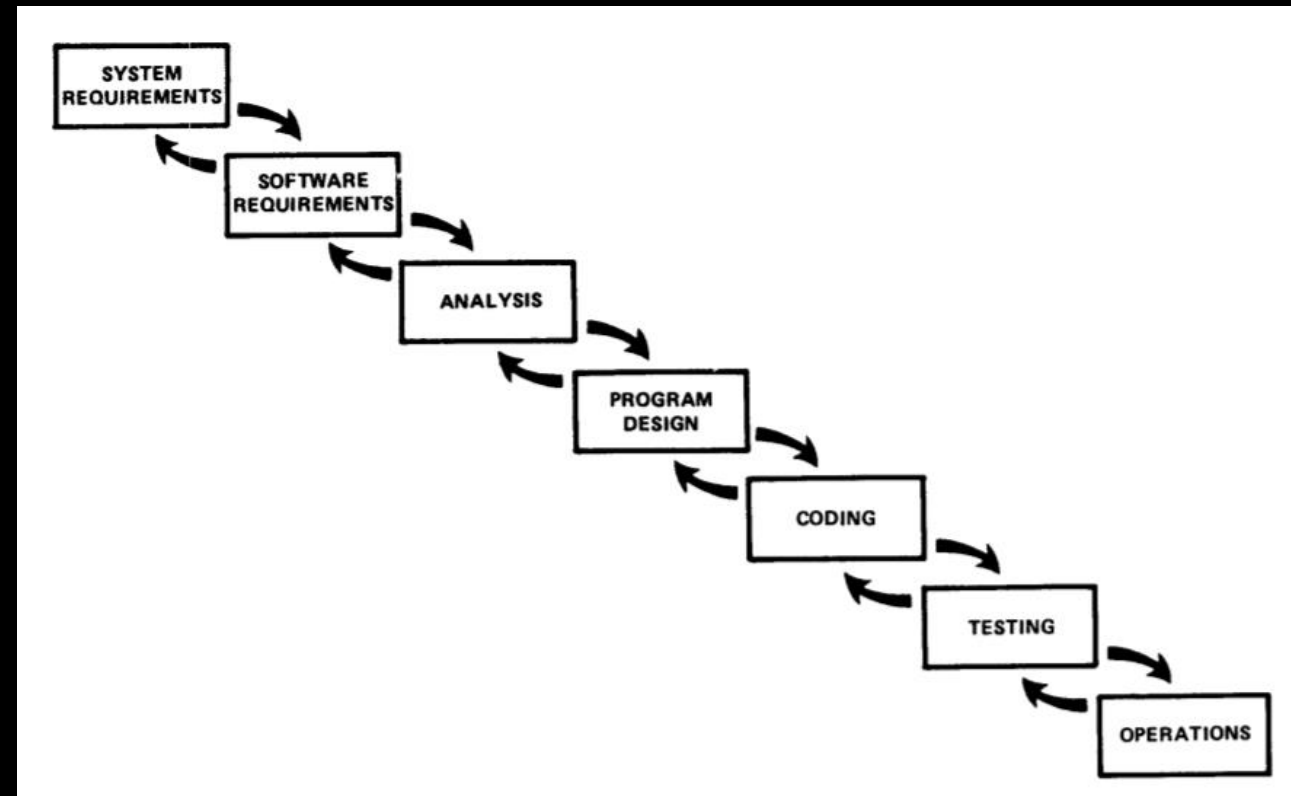 SYSTEM
REQUIREMENTS
SOFTWARE
REQUIREMENTS
ANALYSIS
PROGRAM
DESIGN
CODING
TESTING
OPERATIONS